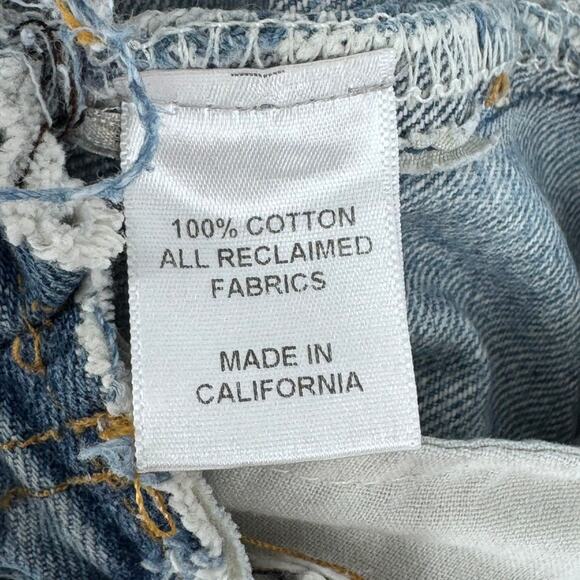 100% COTTON
ALL RECLAIMED
FABRICS
MADE IN
CALIFORNIA